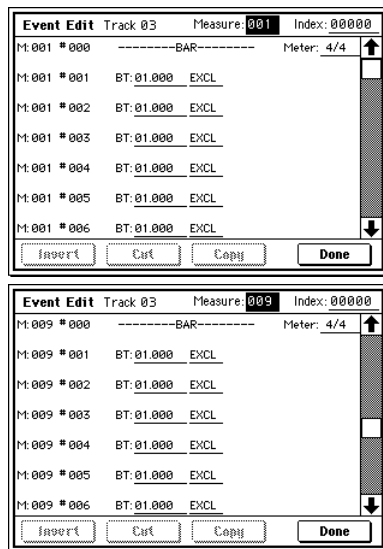 Event Edit Track 03 Measure: 001 Index: 00000
M: 001 #000 --------BAR-------- Meter: 4/4
M: 001 #001 BT: 01.000 EXCL
M: 001 #002 BT: 01.000 EXCL
M: 001 #003 BT: 01.000 EXCL
M: 001 #004 BT: 01.000 EXCL
M: 001 #005 BT: 01.000 EXCL
M: 001 #006 BT: 01.000 EXCL
Insert Cut Copy Done
Event Edit Track 03 Measure: 009 Index: 00000
M: 009 #000 --------BAR-------- Meter: 4/4
M: 009 #001 BT: 01.000 EXCL
M: 009 #002 BT: 01.000 EXCL
M: 009 #003 BT: 01.000 EXCL
M: 009 #004 BT: 01.000 EXCL
M: 009 #005 BT: 01.000 EXCL
M: 009 #006 BT: 01.000 EXCL
Insert Cut Copy Done